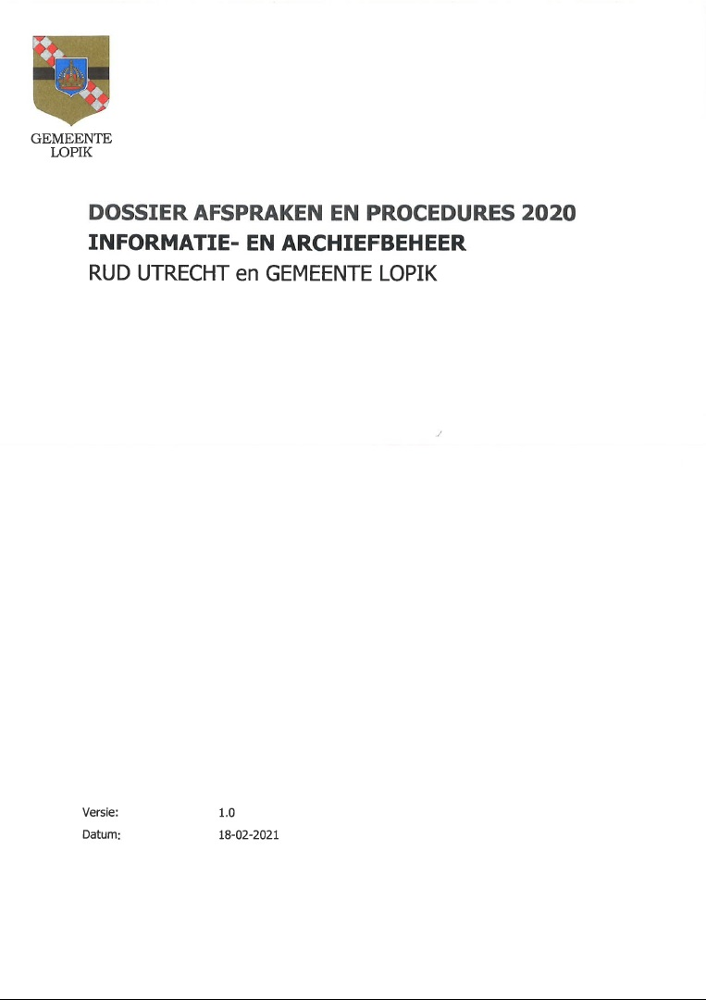 GEMEENTE
LOPIK
DOSSIER AFSPRAKEN EN PROCEDURES 2020
INFORMATIE- EN ARCHIEFBEHEER
RUD UTRECHT en GEMEENTE LOPIK
Versie: 1.0
Datum: 18-02-2021